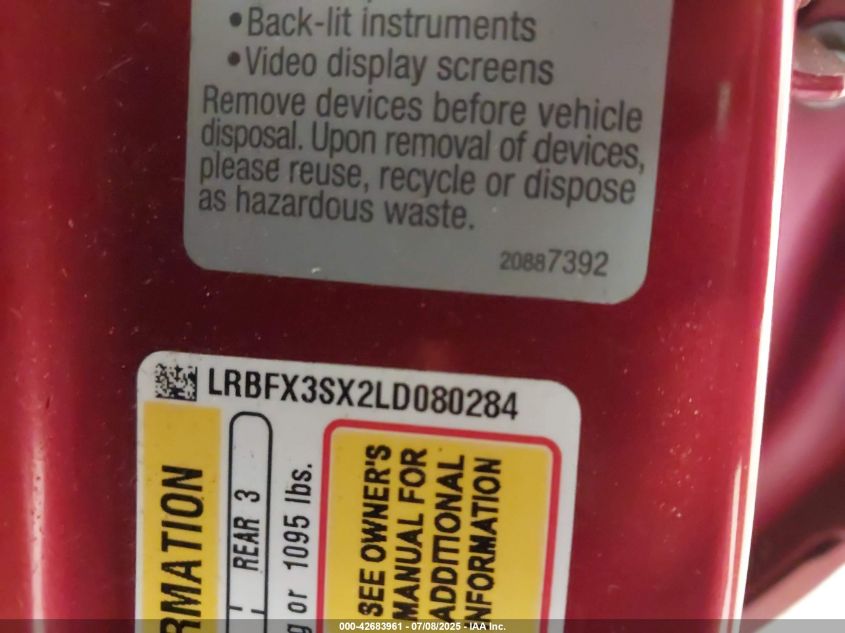 •Back-lit instruments
•Video display screens
Remove devices before vehicle
disposal. Upon removal of devices,
please reuse, recycle or dispose
as hazardous waste.
20887392
LRBFX3SX2LD080284
REAR 3
or 1095 lbs.
SEE OWNER'S
MANUAL FOR
ADDITIONAL
000-42683961 - 07/08/2025 - IAA Inc.